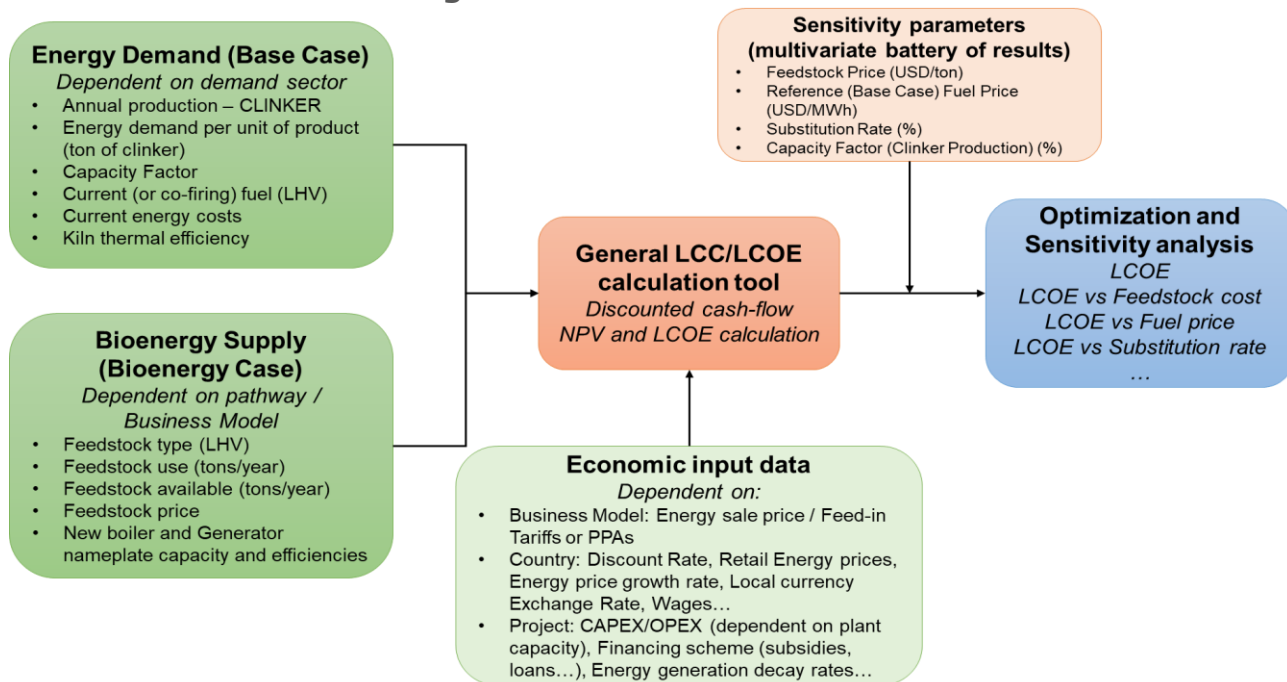 Energy Demand (Base Case)
Dependent on demand sector
• Annual production – CLINKER
• Energy demand per unit of product
(ton of clinker)
• Capacity Factor
• Current (or co-firing) fuel (LHV)
• Current energy costs
• Kiln thermal efficiency
Bioenergy Supply
(Bioenergy Case)
Dependent on pathway /
Business Model
• Feedstock type (LHV)
• Feedstock use (tons/year)
• Feedstock available (tons/year)
• Feedstock price
• New boiler and Generator
nameplate capacity and efficiencies
General LCC/LCOE
calculation tool
Discounted cash-flow
NPV and LCOE calculation
Economic input data
Dependent on:
• Business Model: Energy sale price / Feed-in
Tariffs or PPAs
• Country: Discount Rate, Retail Energy prices,
Energy price growth rate, Local currency
Exchange Rate, Wages…
• Project: CAPEX/OPEX (dependent on plant
capacity), Financing scheme (subsidies,
loans…), Energy generation decay rates…
Sensitivity parameters
(multivariate battery of results)
• Feedstock Price (USD/ton)
• Reference (Base Case) Fuel Price
(USD/MWh)
• Substitution Rate (%)
• Capacity Factor (Clinker Production) (%)
Optimization and
Sensitivity analysis
LCOE
LCOE vs Feedstock cost
LCOE vs Fuel price
LCOE vs Substitution rate
…